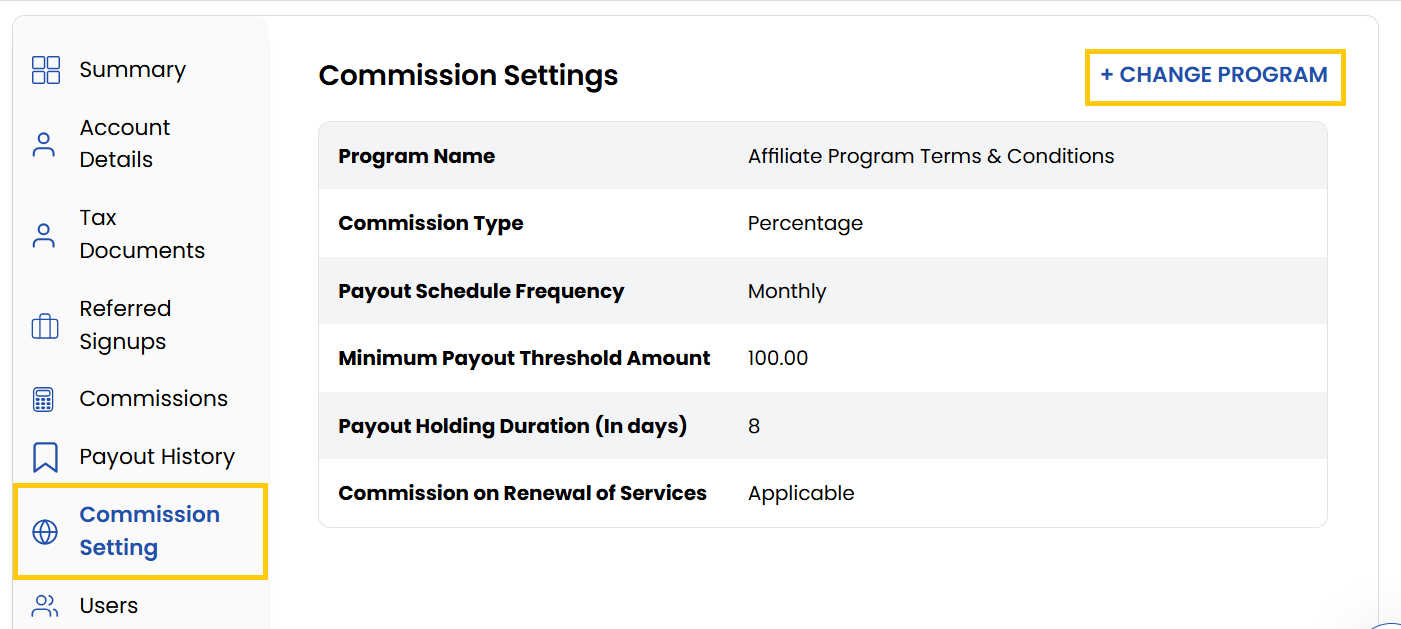 Summary
Account
Details
Tax
Documents
Referred
Signups
Commissions
Payout History
Commission
Setting
Users
Commission Settings
+ CHANGE PROGRAM
Program Name Affiliate Program Terms & Conditions
Commission Type Percentage
Payout Schedule Frequency Monthly
Minimum Payout Threshold Amount 100.00
Payout Holding Duration (In days) 8
Commission on Renewal of Services Applicable